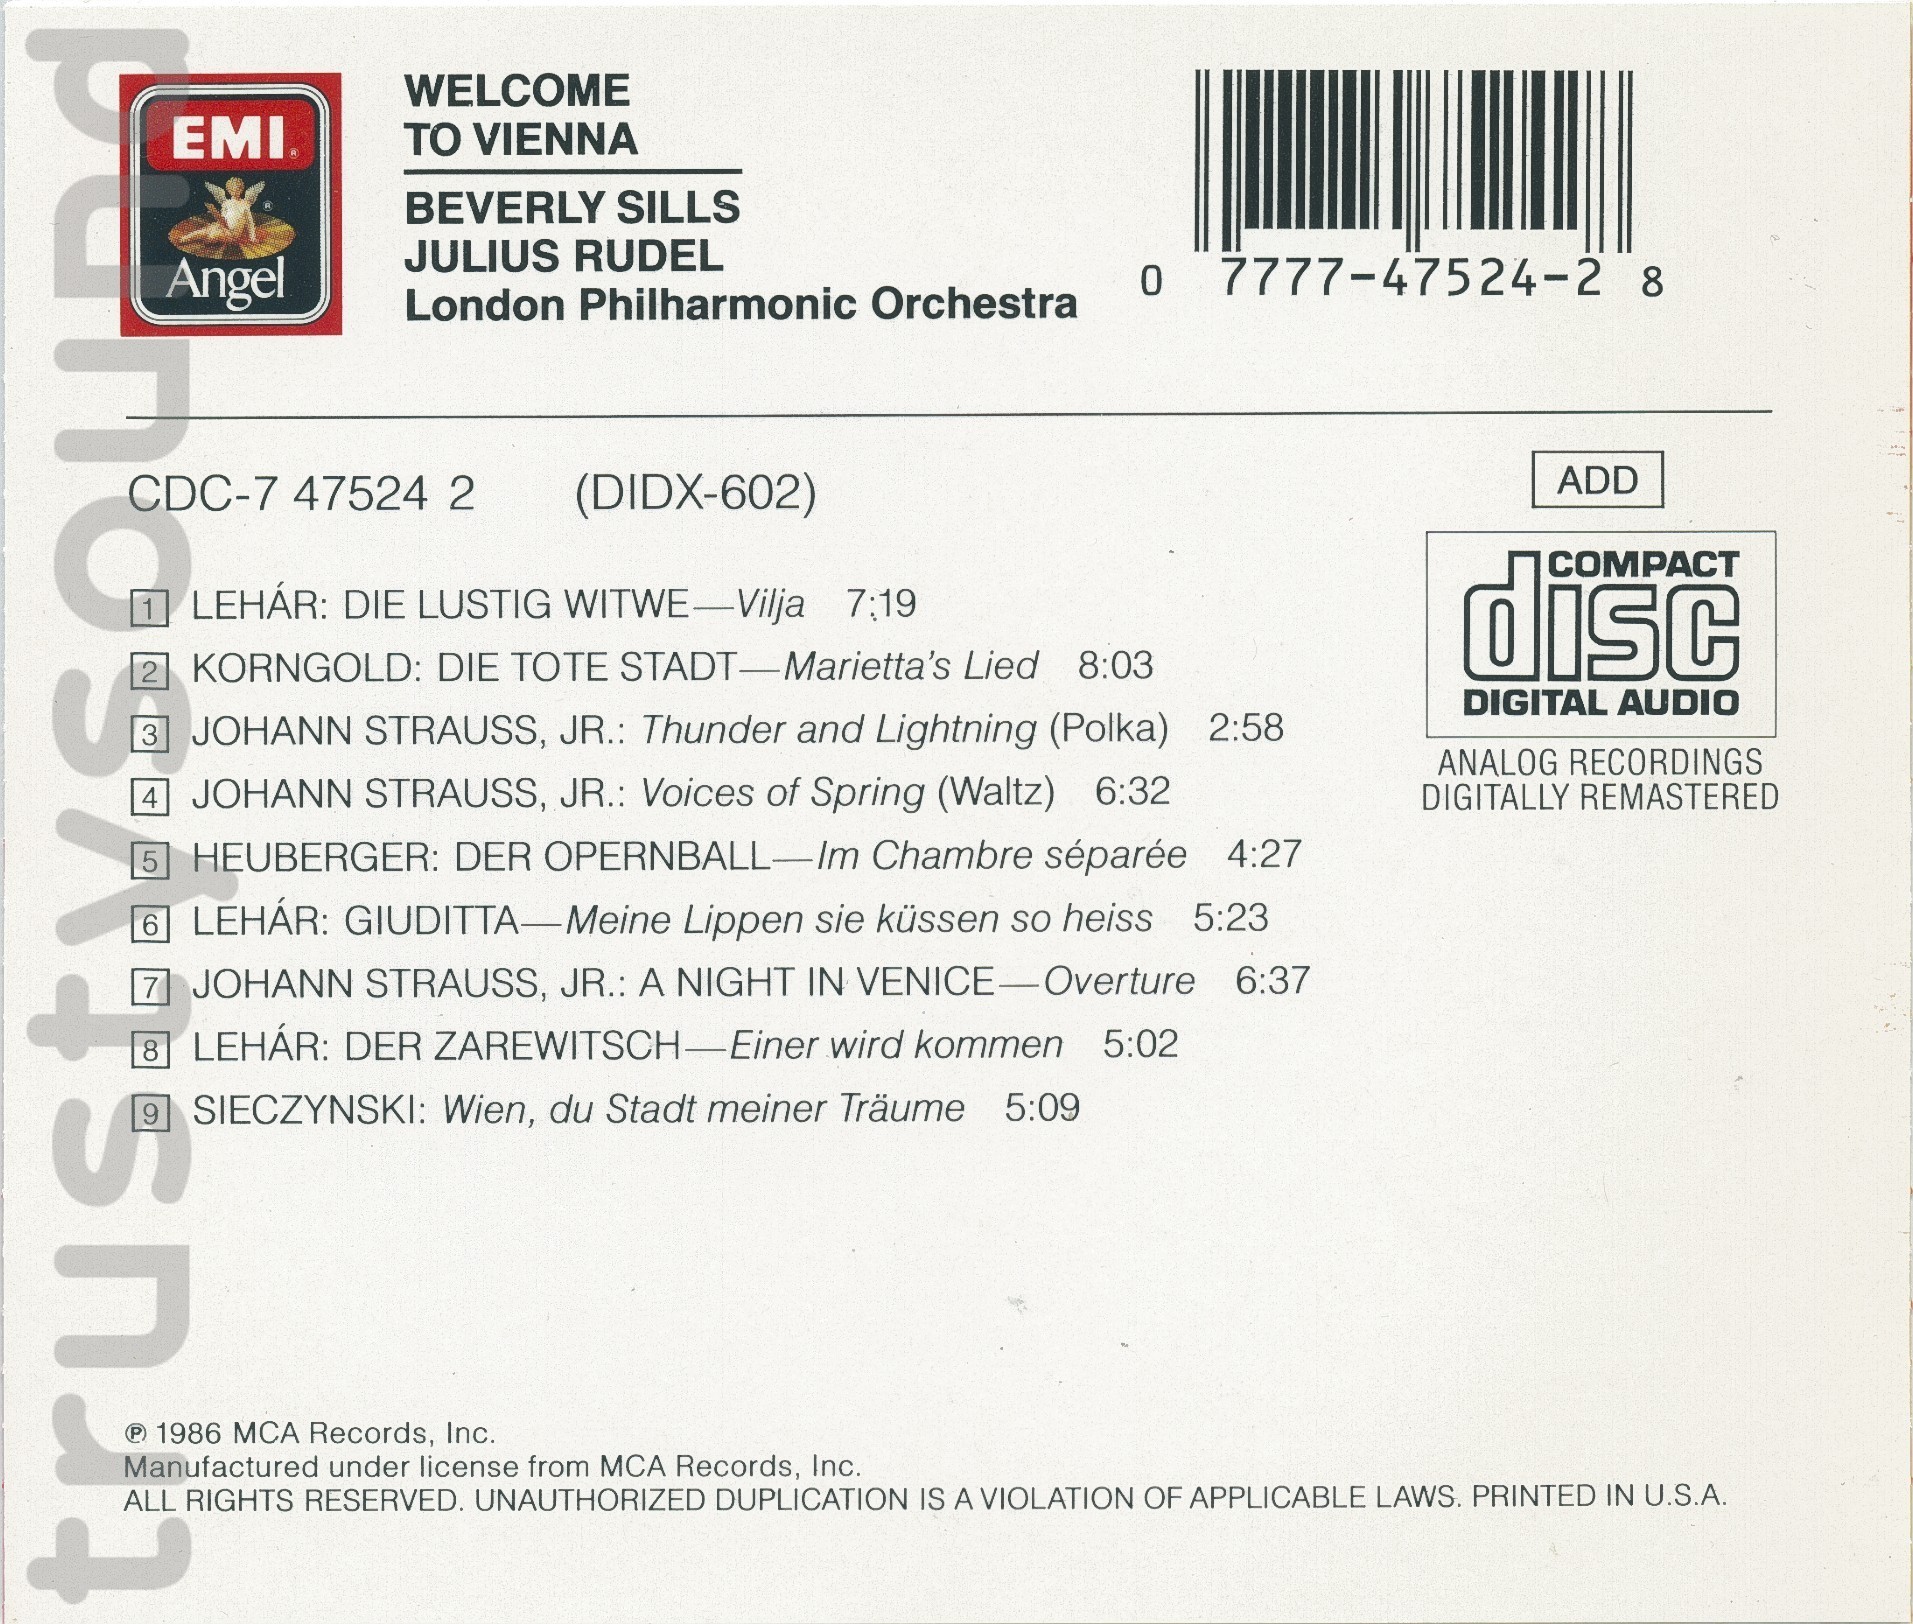 EMI®
Angel
®
WELCOME
TO VIENNA
BEVERLY SILLS
JULIUS RUDEL
London Philharmonic Orchestra
0 7777-47524-2 8
CDC-7 47524 2 (DIDX-602)
ADD
COMPACT
disc
DIGITAL AUDIO
ANALOG RECORDINGS
DIGITALLY REMASTERED
1 LEHÁR: DIE LUSTIG WITWE—Vilja 7:19
2 KORNGOLD: DIE TOTE STADT—Marietta's Lied 8:03
3 JOHANN STRAUSS, JR.: Thunder and Lightning (Polka) 2:58
4 JOHANN STRAUSS, JR.: Voices of Spring (Waltz) 6:32
5 HEUBERGER: DER OPERNBALL—Im Chambre séparée 4:27
6 LEHÁR: GIUDITTA—Meine Lippen sie küssen so heiss 5:23
7 JOHANN STRAUSS, JR.: A NIGHT IN VENICE—Overture 6:37
8 LEHÁR: DER ZAREWITSCH—Einer wird kommen 5:02
9 SIECZYNSKI: Wien, du Stadt meiner Träume 5:09
℗ 1986 MCA Records, Inc.
Manufactured under license from MCA Records, Inc.
ALL RIGHTS RESERVED. UNAUTHORIZED DUPLICATION IS A VIOLATION OF APPLICABLE LAWS. PRINTED IN U.S.A.
trustysound